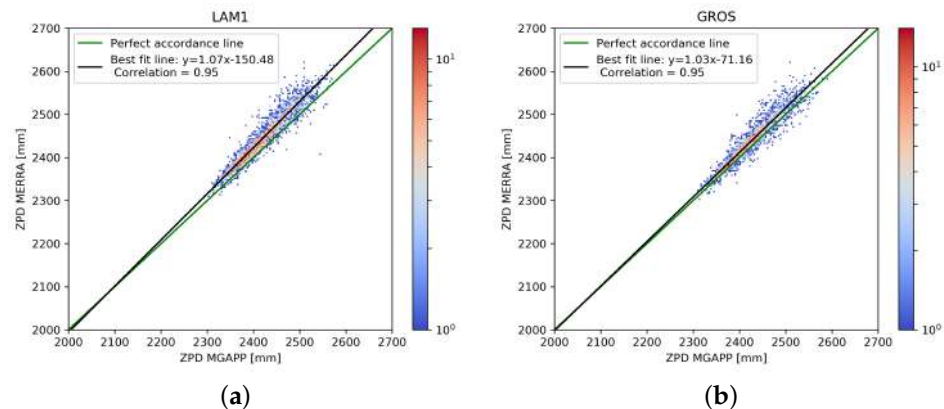 LAM1
2700
2600
2500
2400
2300
2200
2100
2000
ZPD MERRA [mm]
Perfect accordance line
Best fit line: y=1.07x-150.48
Correlation = 0.95
2000 2100 2200 2300 2400 2500 2600 2700
ZPD MGAPP [mm]
10¹
10⁰
(a)
GROS
2700
2600
2500
2400
2300
2200
2100
2000
ZPD MERRA [mm]
Perfect accordance line
Best fit line: y=1.03x-71.16
Correlation = 0.95
2000 2100 2200 2300 2400 2500 2600 2700
ZPD MGAPP [mm]
10¹
10⁰
(b)